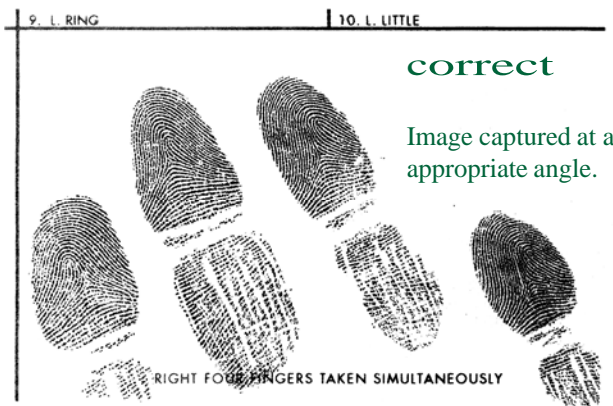 9. L. RING
10. L. LITTLE
correct
Image captured at a
appropriate angle.
RIGHT FOUR FINGERS TAKEN SIMULTANEOUSLY